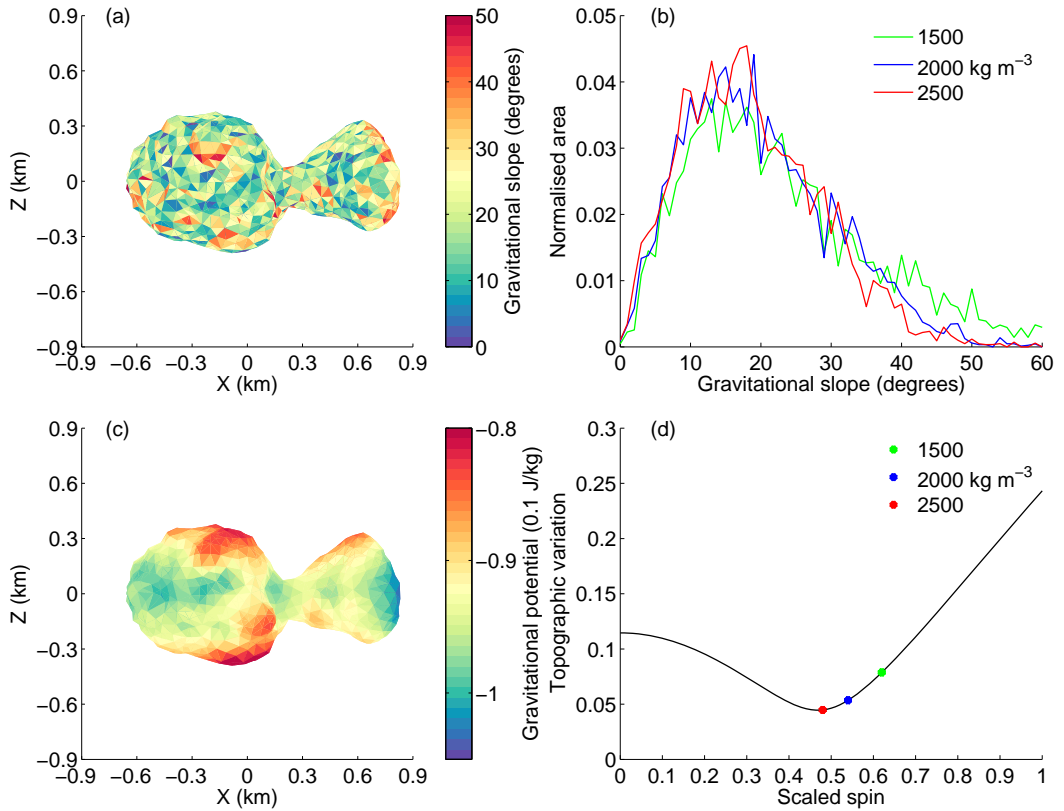 (a)
0.9
0.6
0.3
0
−0.3
−0.6
−0.9
Z (km)
−0.9 −0.6 −0.3 0 0.3 0.6 0.9
X (km)
50
40
30
20
10
0
Gravitational slope (degrees)
(b)
0.05
0.04
0.03
0.02
0.01
0
Normalised area
1500
2000 kg m⁻³
2500
0 10 20 30 40 50 60
Gravitational slope (degrees)
(c)
0.9
0.6
0.3
0
−0.3
−0.6
−0.9
Z (km)
−0.9 −0.6 −0.3 0 0.3 0.6 0.9
X (km)
−0.8
−0.9
−1
Gravitational potential (0.1 J/kg)
(d)
0.3
0.25
0.2
0.15
0.1
0.05
0
Topographic variation
1500
2000 kg m⁻³
2500
0 0.1 0.2 0.3 0.4 0.5 0.6 0.7 0.8 0.9 1
Scaled spin